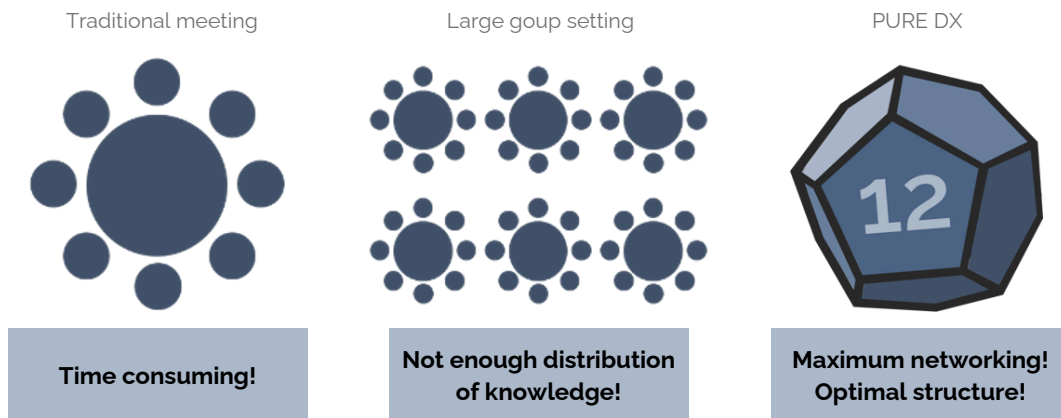 Traditional meeting
Large goup setting
PURE DX
12
Time consuming!
Not enough distribution
of knowledge!
Maximum networking!
Optimal structure!